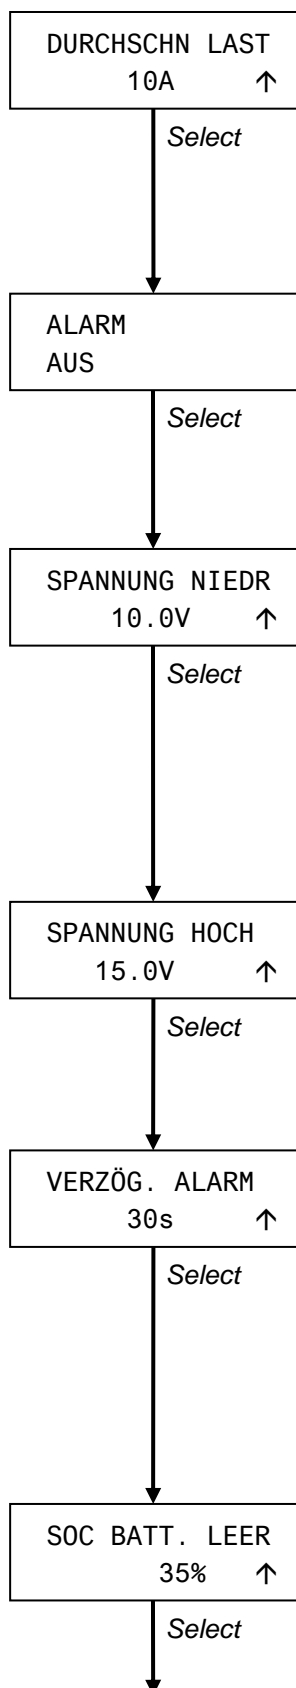 DURCHSCHN LAST
10A ↑
Select
ALARM
AUS
Select
SPANNUNG NIEDR
10.0V ↑
Select
SPANNUNG HOCH
15.0V ↑
Select
VERZÖG. ALARM
30s ↑
Select
SOC BATT. LEER
35% ↑
Select